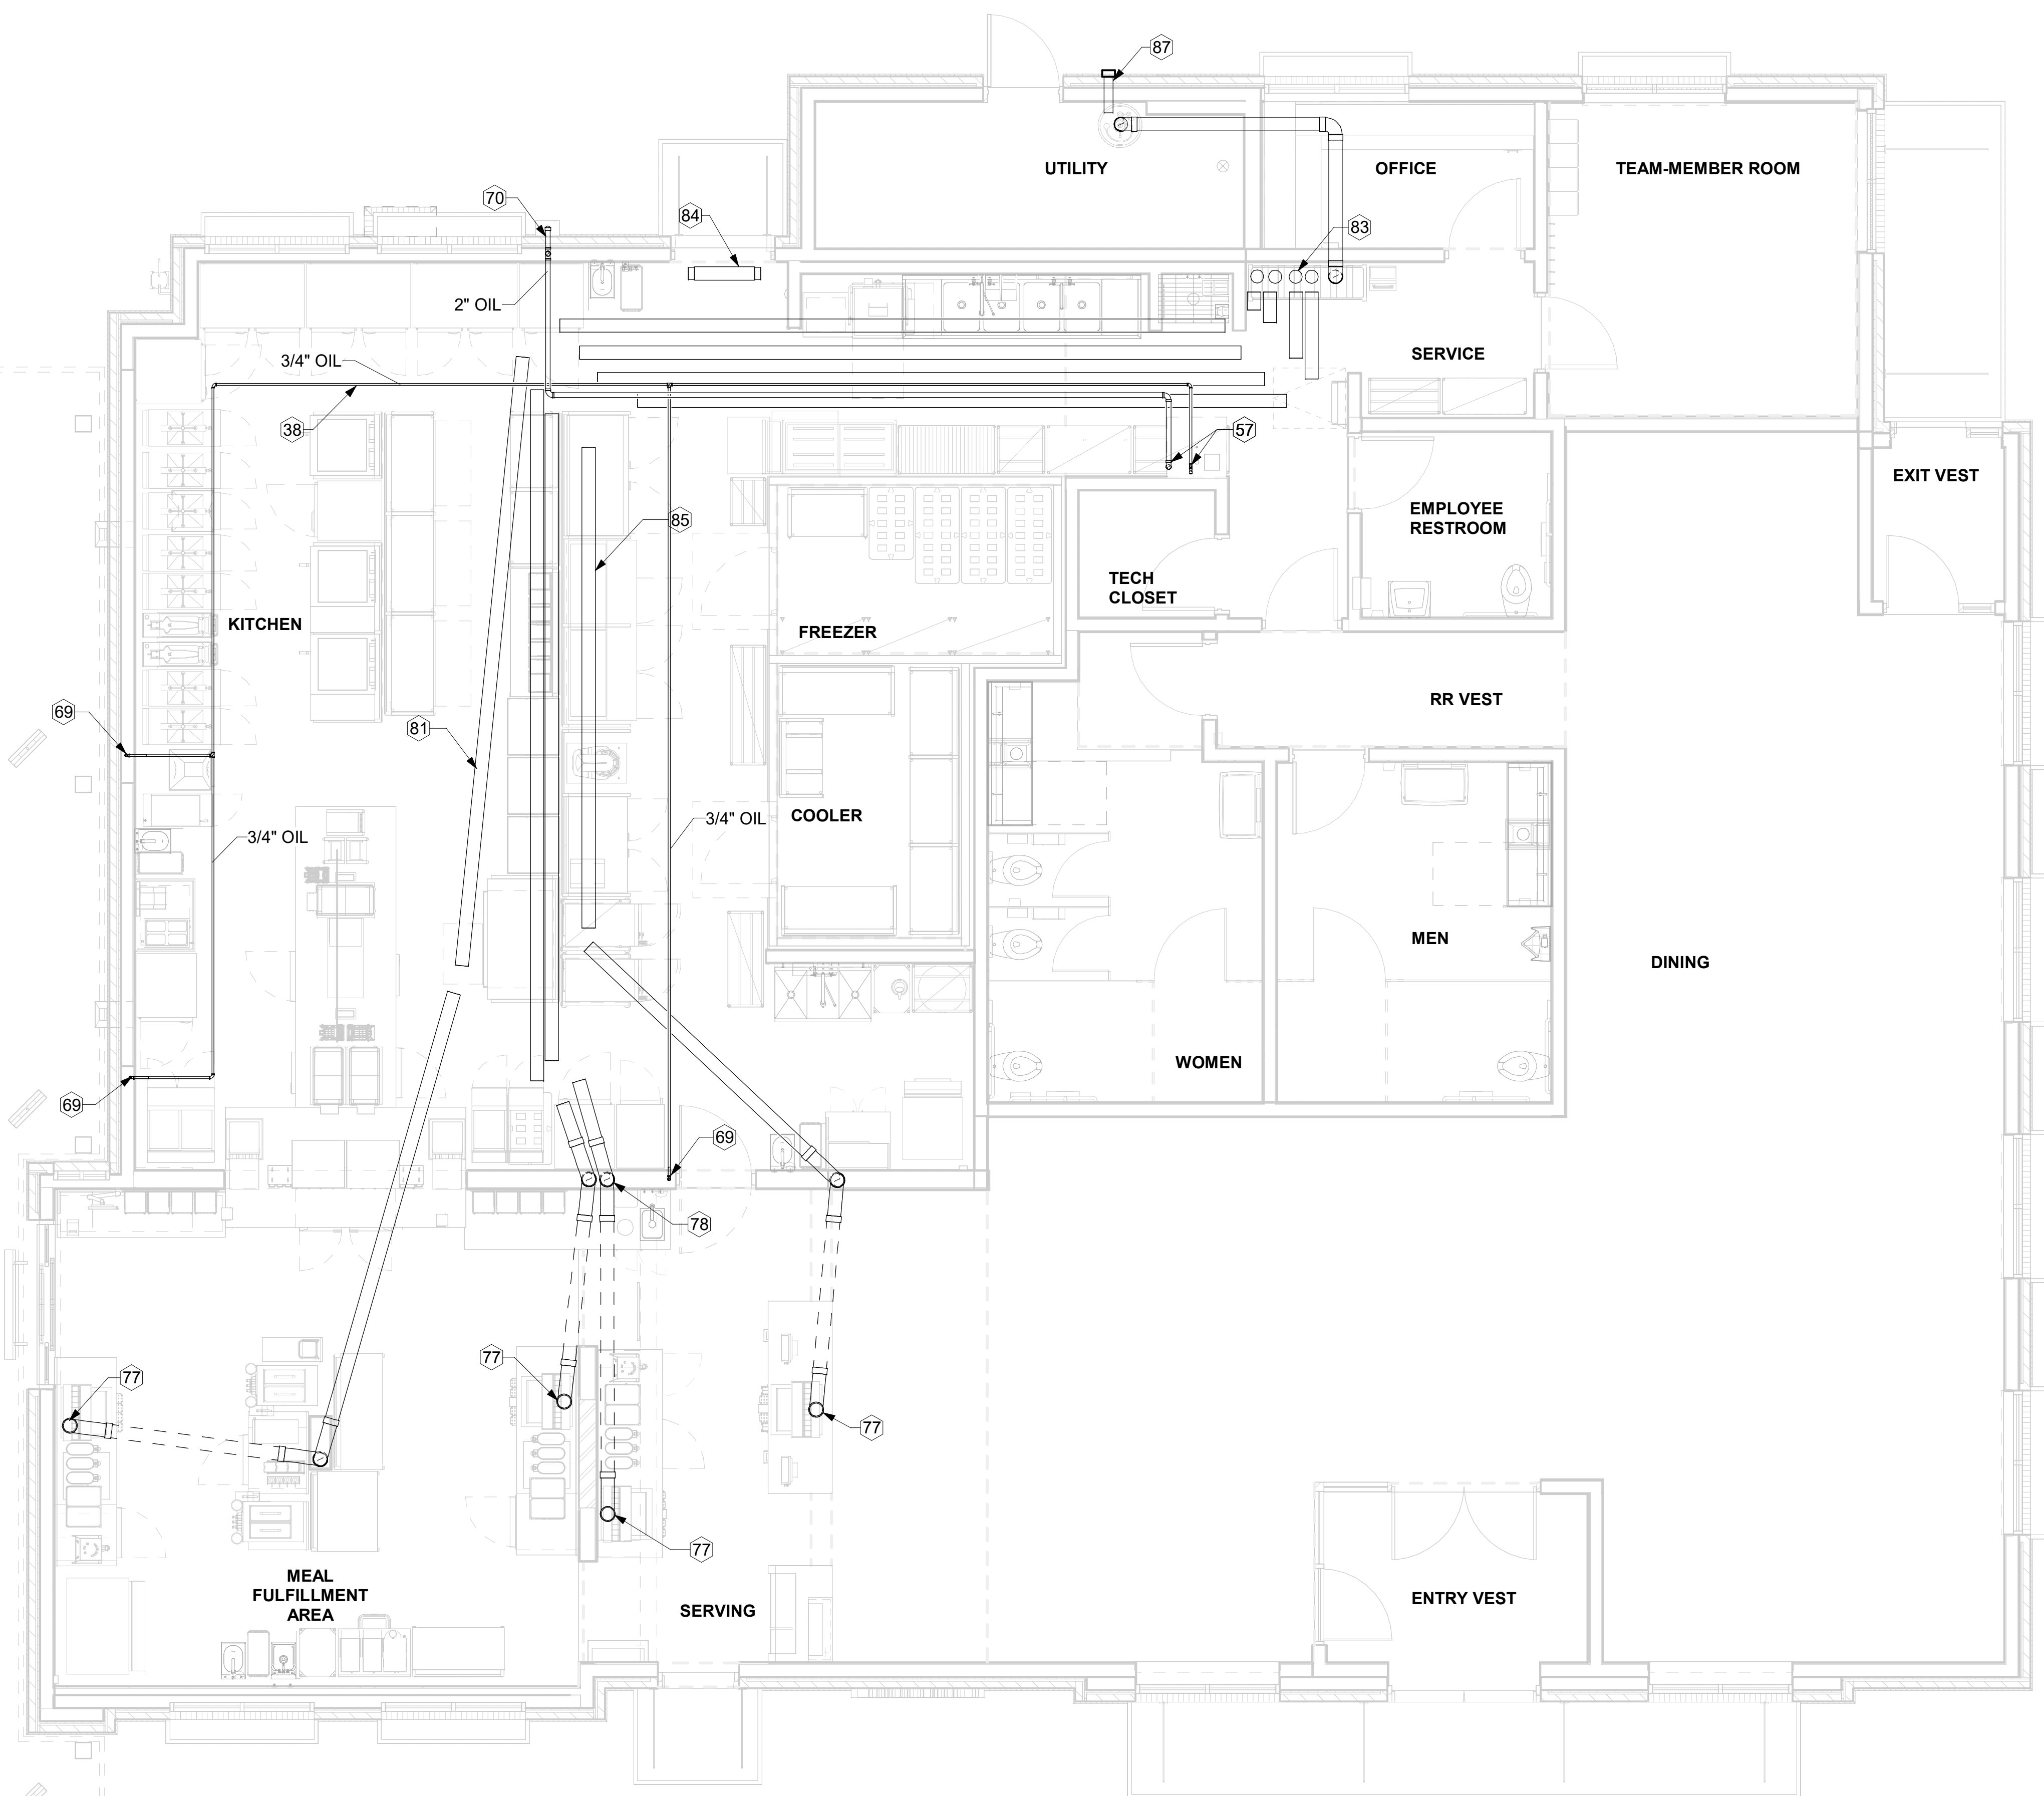 87
UTILITY
OFFICE
TEAM-MEMBER ROOM
70
84
83
2" OIL
3/4" OIL
SERVICE
38
57
EXIT VEST
85
EMPLOYEE
RESTROOM
TECH
CLOSET
KITCHEN
FREEZER
RR VEST
69
81
3/4" OIL
3/4" OIL
COOLER
MEN
DINING
WOMEN
69
69
78
77
77
77
77
MEAL
FULFILLMENT
AREA
SERVING
ENTRY VEST